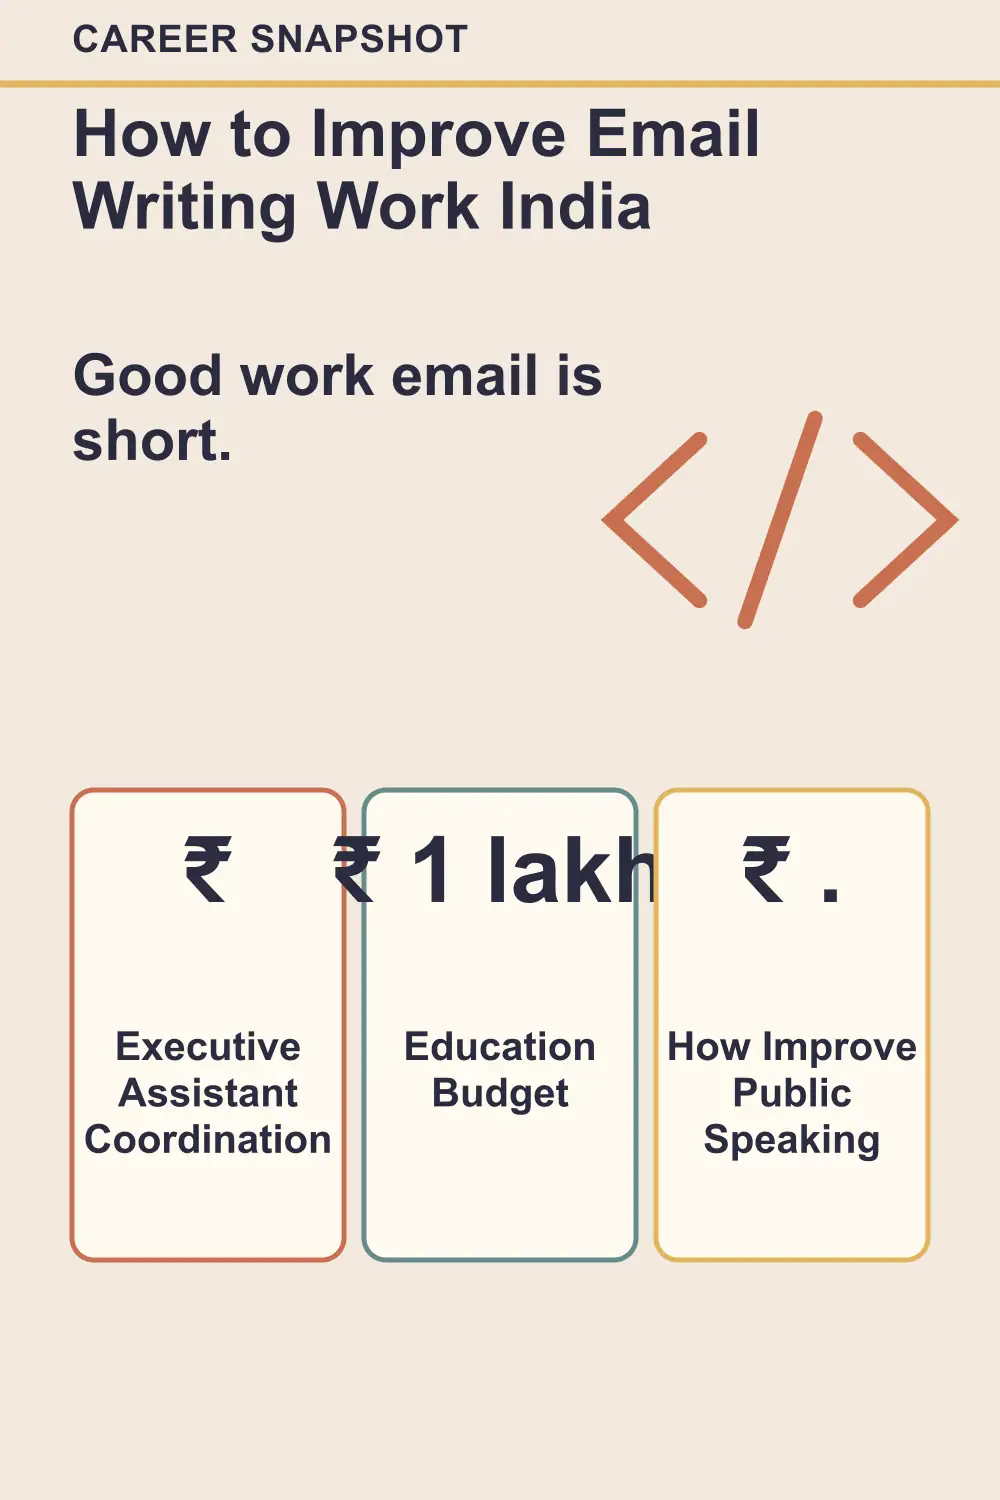 CAREER SNAPSHOT
How to Improve Email
Writing Work India
Good work email is
short.
₹
₹ 1 lakh
₹ .
Executive
Assistant
Coordination
Education
Budget
How Improve
Public
Speaking